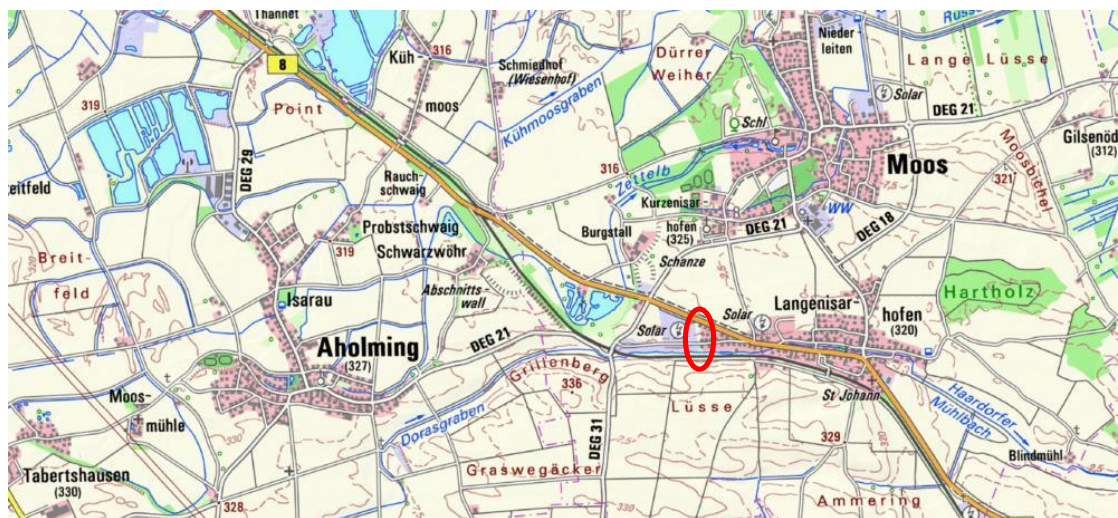 Thannet
8
Point
319
316
Küh-
moos
Schmiedhof
(Wiesenhof)
Kühmoosgraben
Dürrer
Weiher
Nieder-
leiten
Lange Lüsse
DEG 21
Solar
Schl
Gilsenöd
(312)
Moosbichel
321
Moos
Zettelb
316
Kurzenisar-
hofen
(325)
DEG 21
WW
DEG 18
DEG 29
Rauch-
schwaig
Probstschwaig
Schwarzwöhr
319
Burgstall
Schanze
Abschnitts-
wall
Breit-
feld
Isarau
Aholming
(327)
DEG 21
Solar
Solar
Langenisar-
hofen
(320)
Hartholz
Grillenberg
336
Dorasgraben
DEG 31
Lüsse
St Johann
Haardorfer
Mühlbach
Blindmühl
Moos-
mühle
Tabertshausen
(330)
330
328
Graswegäcker
329
320
Ammering